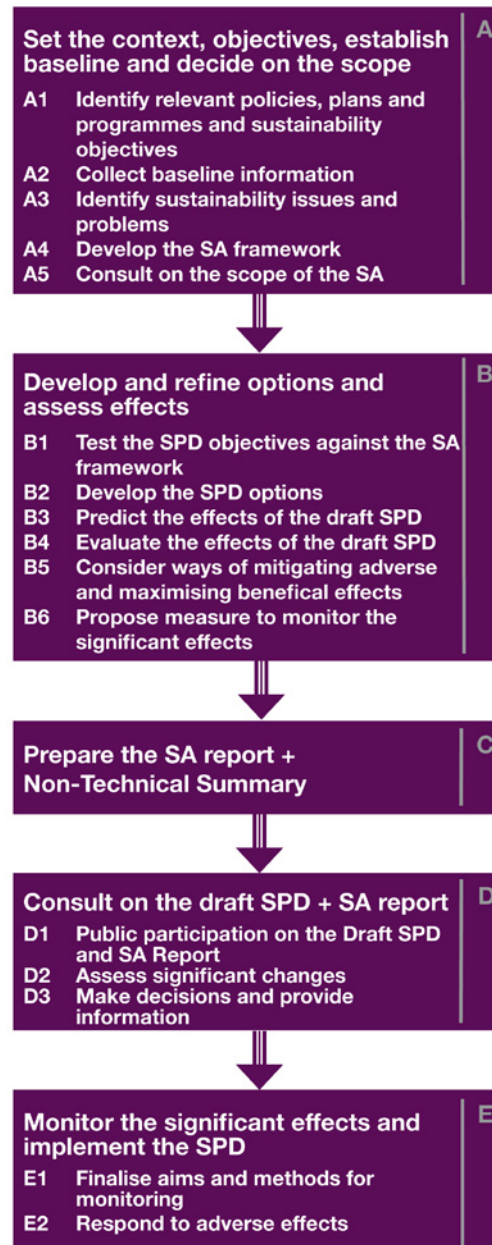 Set the context, objectives, establish
baseline and decide on the scope
A
A1 Identify relevant policies, plans and
programmes and sustainability
objectives
A2 Collect baseline information
A3 Identify sustainability issues and
problems
A4 Develop the SA framework
A5 Consult on the scope of the SA
Develop and refine options and
assess effects
B
B1 Test the SPD objectives against the SA
framework
B2 Develop the SPD options
B3 Predict the effects of the draft SPD
B4 Evaluate the effects of the draft SPD
B5 Consider ways of mitigating adverse
and maximising benefical effects
B6 Propose measure to monitor the
significant effects
Prepare the SA report +
Non-Technical Summary
C
Consult on the draft SPD + SA report
D
D1 Public participation on the Draft SPD
and SA Report
D2 Assess significant changes
D3 Make decisions and provide
information
Monitor the significant effects and
implement the SPD
E
E1 Finalise aims and methods for
monitoring
E2 Respond to adverse effects